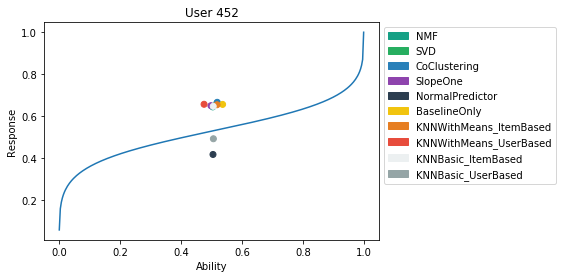 User 452
Response
1.0
0.8
0.6
0.4
0.2
0.0
0.2
0.4
0.6
0.8
1.0
Ability
NMF
SVD
CoClustering
SlopeOne
NormalPredictor
BaselineOnly
KNNWithMeans_ItemBased
KNNWithMeans_UserBased
KNNBasic_ItemBased
KNNBasic_UserBased